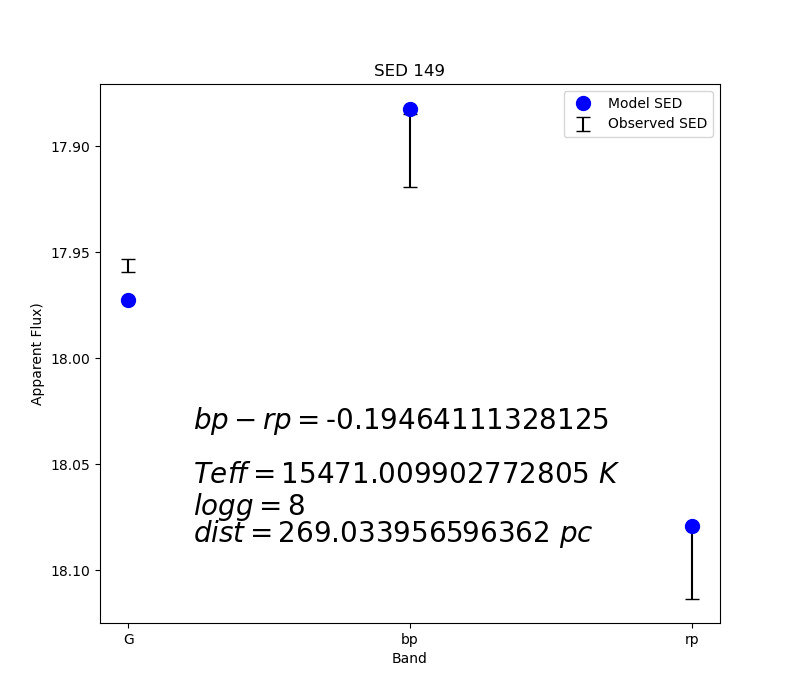 SED 149
Model SED
Observed SED
17.90
17.95
18.00
18.05
18.10
Apparent Flux)
bp − rp = -0.19464111328125
Teff = 15471.009902772805 K
logg = 8
dist = 269.033956596362 pc
G
bp
rp
Band